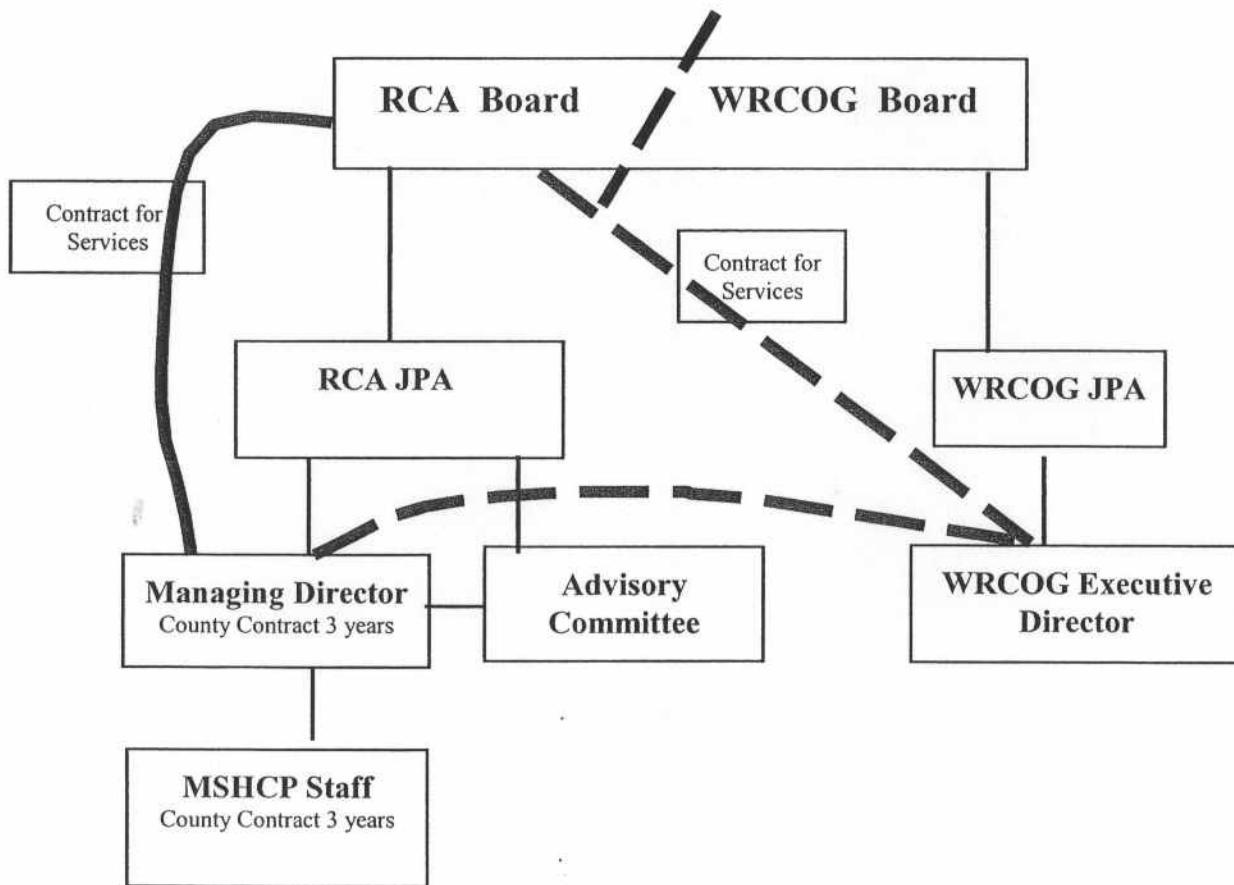 RCA Board WRCOG Board
Contract for
Services
Contract for
Services
RCA JPA
WRCOG JPA
Managing Director
County Contract 3 years
Advisory
Committee
WRCOG Executive
Director
MSHCP Staff
County Contract 3 years